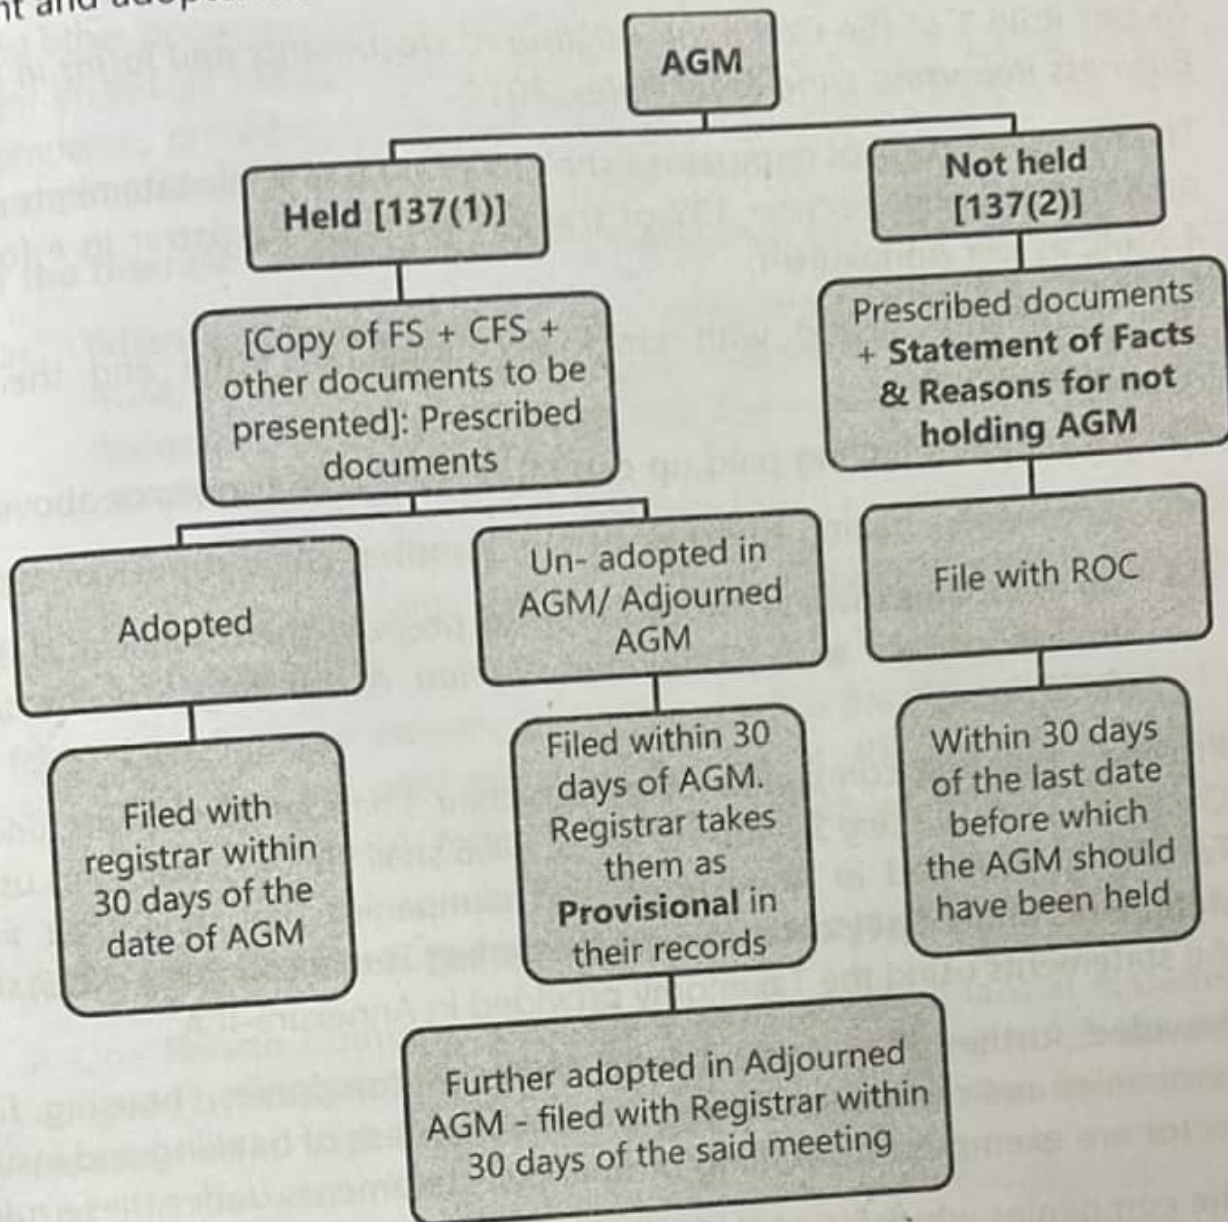 AGM
Held [137(1)]
Not held
[137(2)]
[Copy of FS + CFS +
other documents to be
presented]: Prescribed
documents
Prescribed documents
+ Statement of Facts
& Reasons for not
holding AGM
Adopted
Un- adopted in
AGM/ Adjourned
AGM
File with ROC
Filed with
registrar within
30 days of the
date of AGM
Filed within 30
days of AGM.
Registrar takes
them as
Provisional in
their records
Within 30 days
of the last date
before which
the AGM should
have been held
Further adopted in Adjourned
AGM - filed with Registrar within
30 days of the said meeting